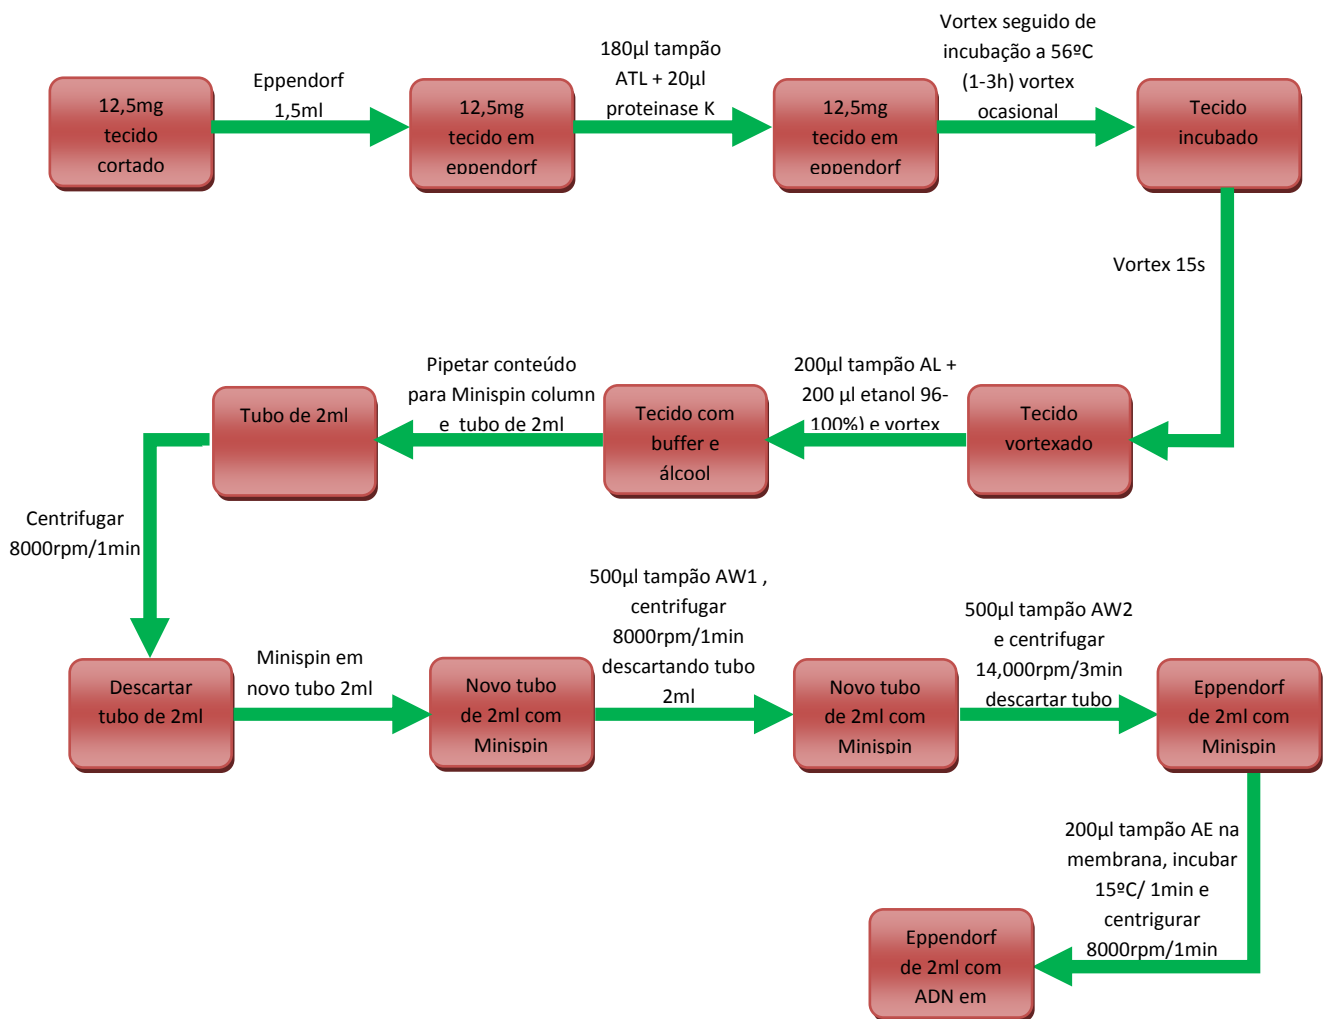 12,5mg
tecido
cortado
Eppendorf
1,5ml
12,5mg
tecido em
eppendorf
180µl tampão
ATL + 20µl
proteinase K
12,5mg
tecido em
eppendorf
Vortex seguido de
incubação a 56ºC
(1-3h) vortex
ocasional
Tecido
incubado
Vortex 15s
Tecido
vortexado
200µl tampão AL +
200 µl etanol 96-
100%) e vortex
Tecido com
buffer e
álcool
Pipetar conteúdo
para Minispin column
e tubo de 2ml
Tubo de 2ml
Centrifugar
8000rpm/1min
Descartar
tubo de 2ml
Minispin em
novo tubo 2ml
Novo tubo
de 2ml com
Minispin
500µl tampão AW1 ,
centrifugar
8000rpm/1min
descartando tubo
2ml
Novo tubo
de 2ml com
Minispin
500µl tampão AW2
e centrifugar
14,000rpm/3min
descartar tubo
Eppendorf
de 2ml com
Minispin
200µl tampão AE na
membrana, incubar
15ºC/ 1min e
centrigurar
8000rpm/1min
Eppendorf
de 2ml com
ADN em